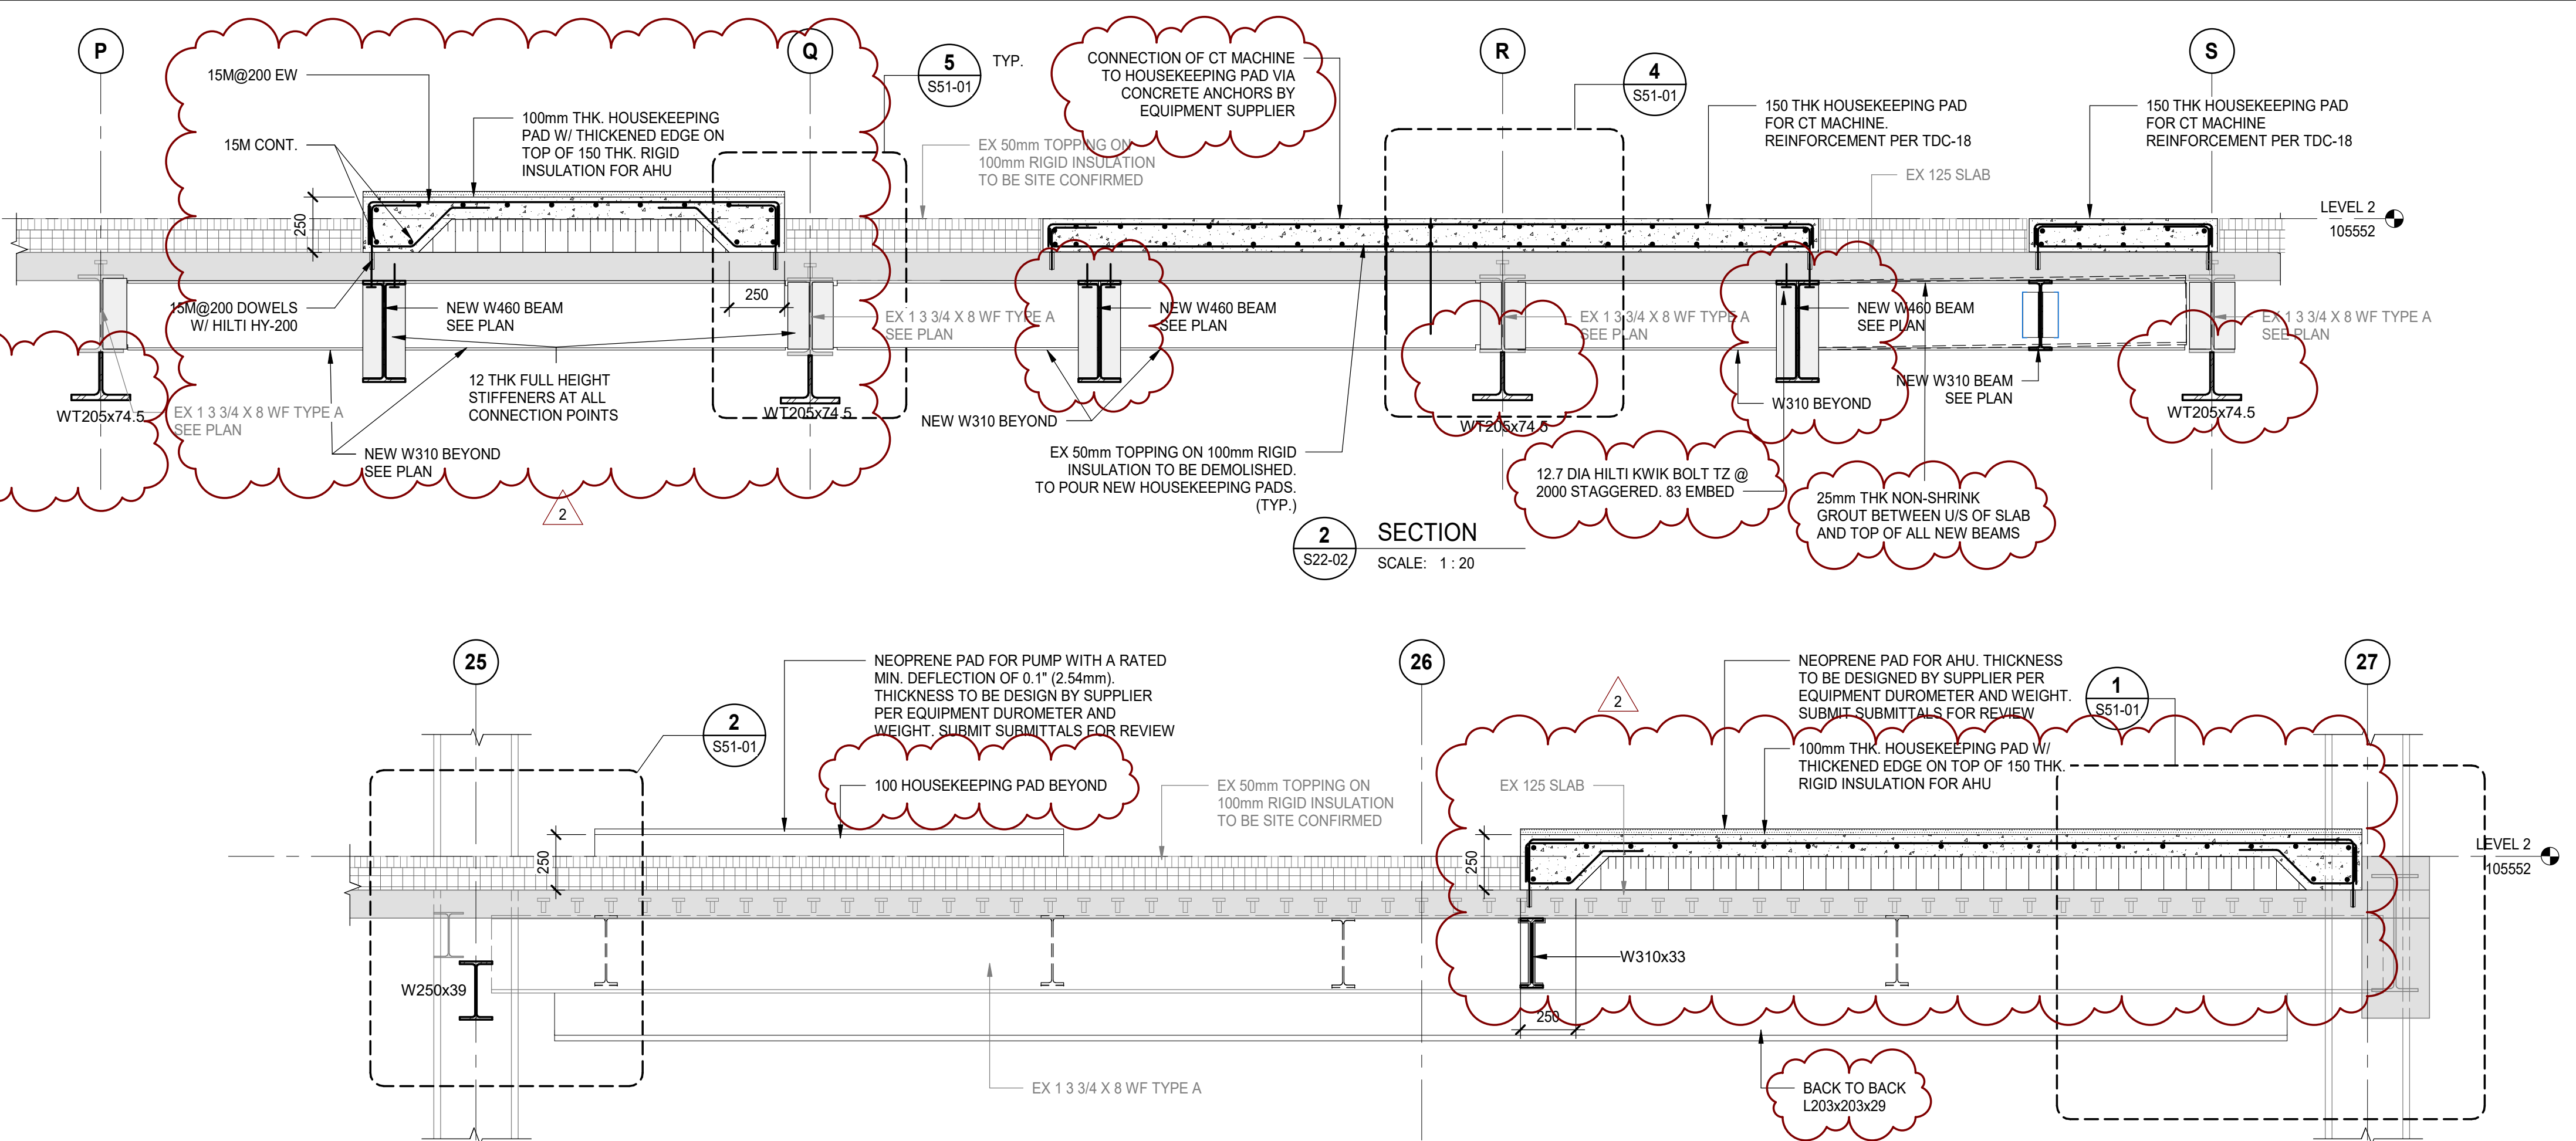 P
Q
R
S
15M@200 EW
15M CONT.
100mm THK. HOUSEKEEPING
PAD W/ THICKENED EDGE ON
TOP OF 150 THK. RIGID
INSULATION FOR AHU
5
S51-01
TYP.
CONNECTION OF CT MACHINE
TO HOUSEKEEPING PAD VIA
CONCRETE ANCHORS BY
EQUIPMENT SUPPLIER
EX 50mm TOPPING ON
100mm RIGID INSULATION
TO BE SITE CONFIRMED
4
S51-01
150 THK HOUSEKEEPING PAD
FOR CT MACHINE.
REINFORCEMENT PER TDC-18
150 THK HOUSEKEEPING PAD
FOR CT MACHINE
REINFORCEMENT PER TDC-18
EX 125 SLAB
LEVEL 2
105552
250
250
15M@200 DOWELS
W/ HILTI HY-200
NEW W460 BEAM
SEE PLAN
EX 1 3 3/4 X 8 WF TYPE A
SEE PLAN
NEW W460 BEAM
SEE PLAN
EX 1 3 3/4 X 8 WF TYPE A
SEE PLAN
NEW W460 BEAM
SEE PLAN
EX 1 3 3/4 X 8 WF TYPE A
SEE PLAN
12 THK FULL HEIGHT
STIFFENERS AT ALL
CONNECTION POINTS
WT205x74.5
EX 1 3 3/4 X 8 WF TYPE A
SEE PLAN
NEW W310 BEYOND
SEE PLAN
WT205x74.5
NEW W310 BEYOND
WT205x74.5
W310 BEYOND
NEW W310 BEAM
SEE PLAN
WT205x74.5
EX 50mm TOPPING ON 100mm RIGID
INSULATION TO BE DEMOLISHED.
TO POUR NEW HOUSEKEEPING PADS.
(TYP.)
12.7 DIA HILTI KWIK BOLT TZ @
2000 STAGGERED. 83 EMBED
25mm THK NON-SHRINK
GROUT BETWEEN U/S OF SLAB
AND TOP OF ALL NEW BEAMS
2
2
S22-02
SECTION
SCALE: 1 : 20
25
26
27
2
S51-01
NEOPRENE PAD FOR PUMP WITH A RATED
MIN. DEFLECTION OF 0.1" (2.54mm).
THICKNESS TO BE DESIGN BY SUPPLIER
PER EQUIPMENT DUROMETER AND
WEIGHT. SUBMIT SUBMITTALS FOR REVIEW
100 HOUSEKEEPING PAD BEYOND
EX 50mm TOPPING ON
100mm RIGID INSULATION
TO BE SITE CONFIRMED
2
NEOPRENE PAD FOR AHU. THICKNESS
TO BE DESIGNED BY SUPPLIER PER
EQUIPMENT DUROMETER AND WEIGHT.
SUBMIT SUBMITTALS FOR REVIEW
1
S51-01
100mm THK. HOUSEKEEPING PAD W/
THICKENED EDGE ON TOP OF 150 THK.
RIGID INSULATION FOR AHU
EX 125 SLAB
250
250
LEVEL 2
105552
W250x39
W310x33
250
EX 1 3 3/4 X 8 WF TYPE A
BACK TO BACK
L203x203x29